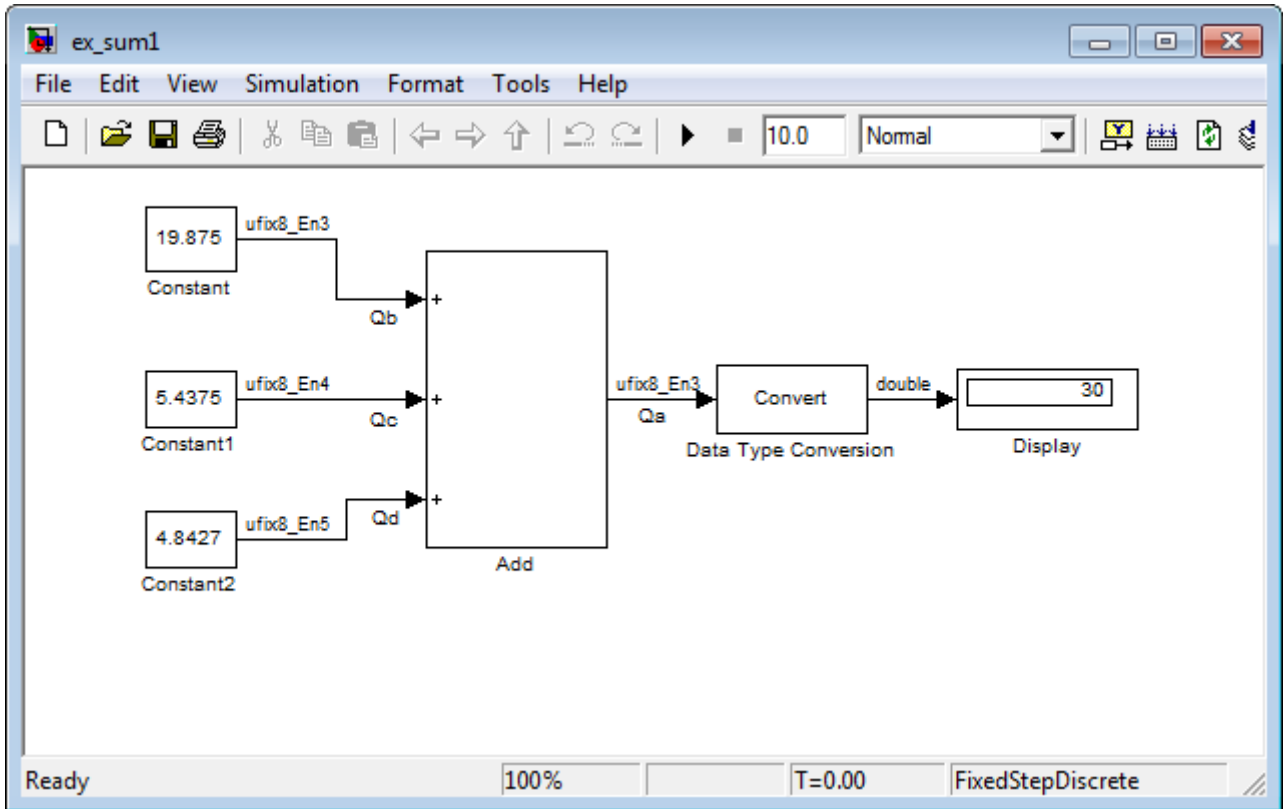 ex_sum1
File Edit View Simulation Format Tools Help
10.0 Normal
19.875
ufix8_En3
Constant
Qb
+
5.4375
ufix8_En4
Constant1
Qc
+
ufix8_En3
Qa
Convert
Data Type Conversion
double
30
Display
4.8427
ufix8_En5
Constant2
Qd
+
Add
Ready 100% T=0.00 FixedStepDiscrete